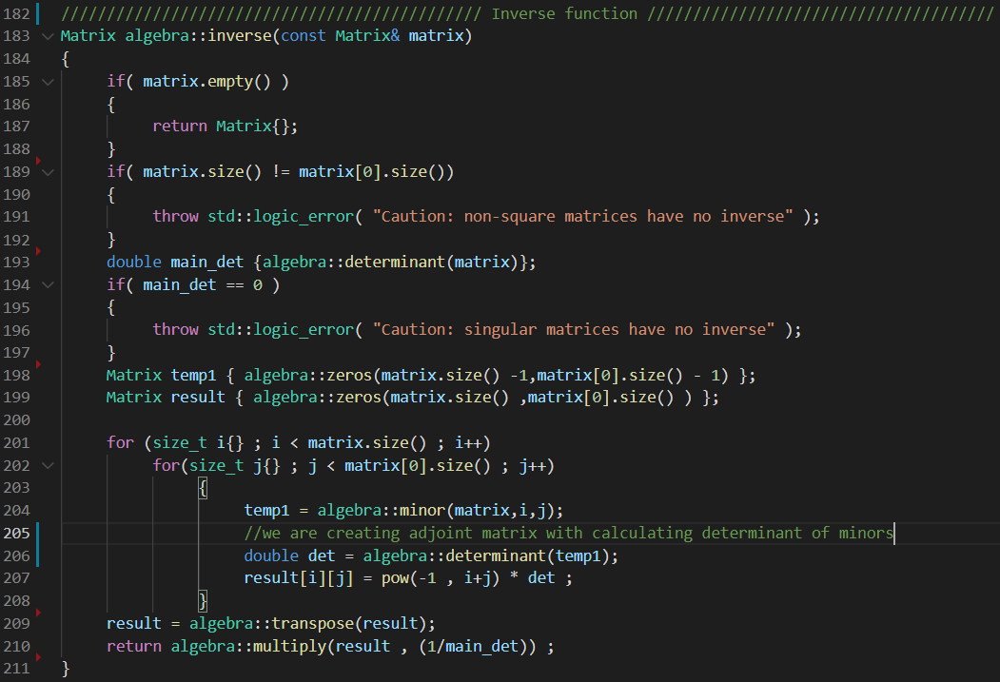 182 ////////////////////////////////////////////// Inverse function //////////////////////////////////////
183 Matrix algebra::inverse(const Matrix& matrix)
184 {
185     if( matrix.empty() )
186     {
187          return Matrix{};
188     }
189     if( matrix.size() != matrix[0].size())
190     {
191          throw std::logic_error( "Caution: non-square matrices have no inverse" );
192     }
193     double main_det {algebra::determinant(matrix)};
194     if( main_det == 0 )
195     {
196          throw std::logic_error( "Caution: singular matrices have no inverse" );
197     }
198     Matrix temp1 { algebra::zeros(matrix.size() -1,matrix[0].size() - 1) };
199     Matrix result { algebra::zeros(matrix.size() ,matrix[0].size() ) };
200
201     for (size_t i{} ; i < matrix.size() ; i++)
202          for(size_t j{} ; j < matrix[0].size() ; j++)
203               {
204                    temp1 = algebra::minor(matrix,i,j);
205                    //we are creating adjoint matrix with calculating determinant of minors
206                    double det = algebra::determinant(temp1);
207                    result[i][j] = pow(-1 , i+j) * det ;
208               }
209     result = algebra::transpose(result);
210     return algebra::multiply(result , (1/main_det)) ;
211 }